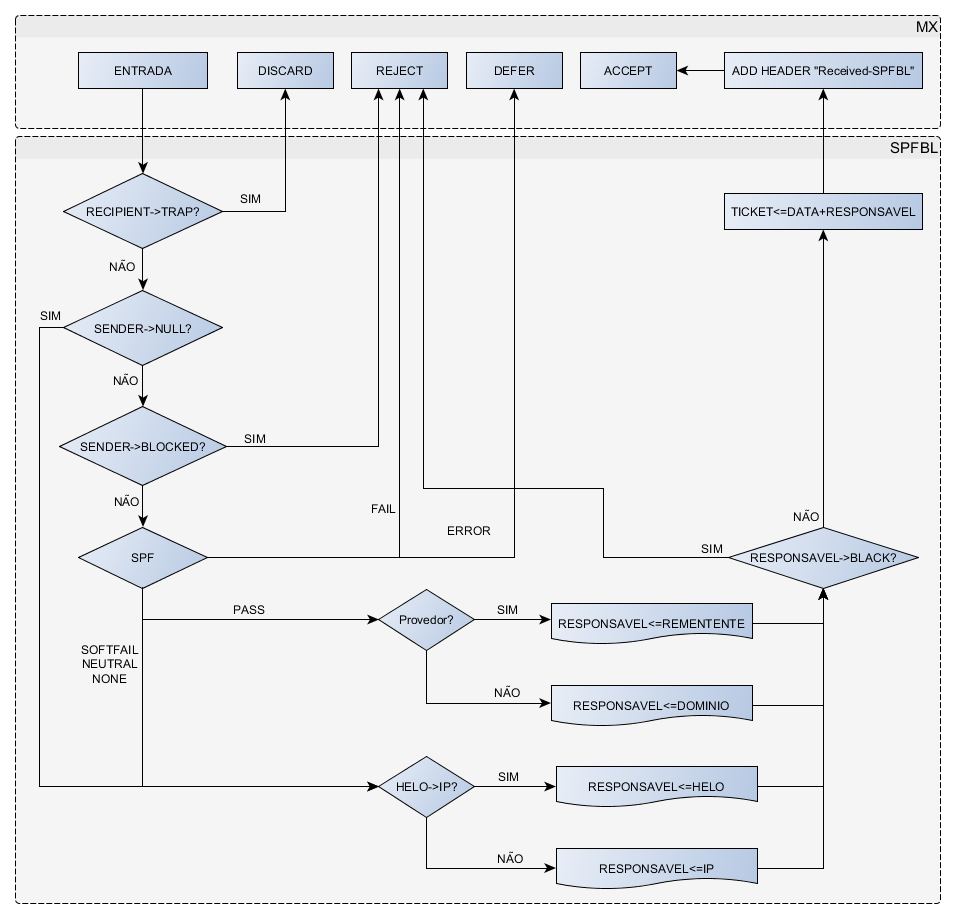 MX
ENTRADA
DISCARD
REJECT
DEFER
ACCEPT
ADD HEADER "Received-SPFBL"
SPFBL
RECIPIENT->TRAP?
SIM
TICKET<=DATA+RESPONSAVEL
NÃO
SIM
SENDER->NULL?
NÃO
SENDER->BLOCKED?
SIM
NÃO
FAIL
ERROR
NÃO
SPF
SIM
RESPONSAVEL->BLACK?
PASS
Provedor?
SIM
RESPONSAVEL<=REMENTENTE
SOFTFAIL
NEUTRAL
NONE
NÃO
RESPONSAVEL<=DOMINIO
HELO->IP?
SIM
RESPONSAVEL<=HELO
NÃO
RESPONSAVEL<=IP